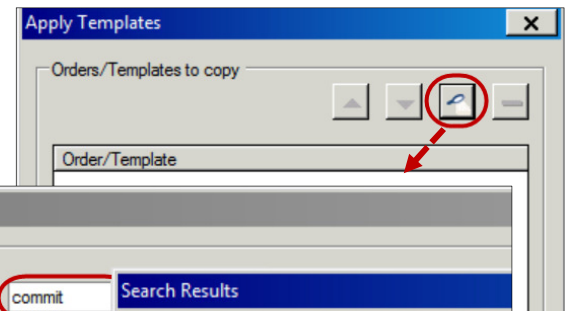 Apply Templates
Orders/Templates to copy
Order/Template
commit
Search Results